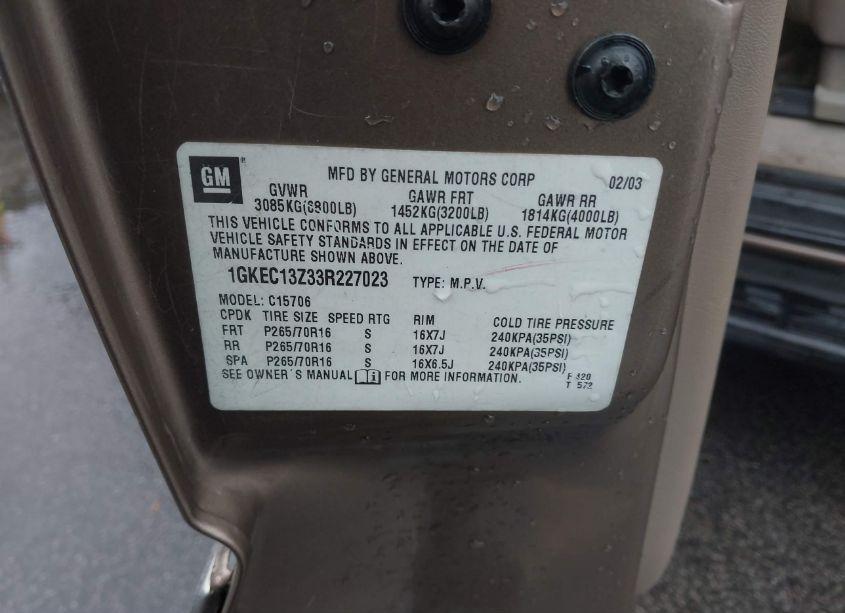 GM
MFD BY GENERAL MOTORS CORP 02/03
GVWR GAWR FRT GAWR RR
3085KG(6800LB) 1452KG(3200LB) 1814KG(4000LB)
THIS VEHICLE CONFORMS TO ALL APPLICABLE U.S. FEDERAL MOTOR
VEHICLE SAFETY STANDARDS IN EFFECT ON THE DATE OF
MANUFACTURE SHOWN ABOVE.
1GKEC13Z33R227023 TYPE: M.P.V.
MODEL: C15706
CPDK TIRE SIZE SPEED RTG RIM COLD TIRE PRESSURE
FRT P265/70R16 S 16X7J 240KPA(35PSI)
RR P265/70R16 S 16X7J 240KPA(35PSI)
SPA P265/70R16 S 16X6.5J 240KPA(35PSI)
SEE OWNER'S MANUAL FOR MORE INFORMATION.
F
T 572